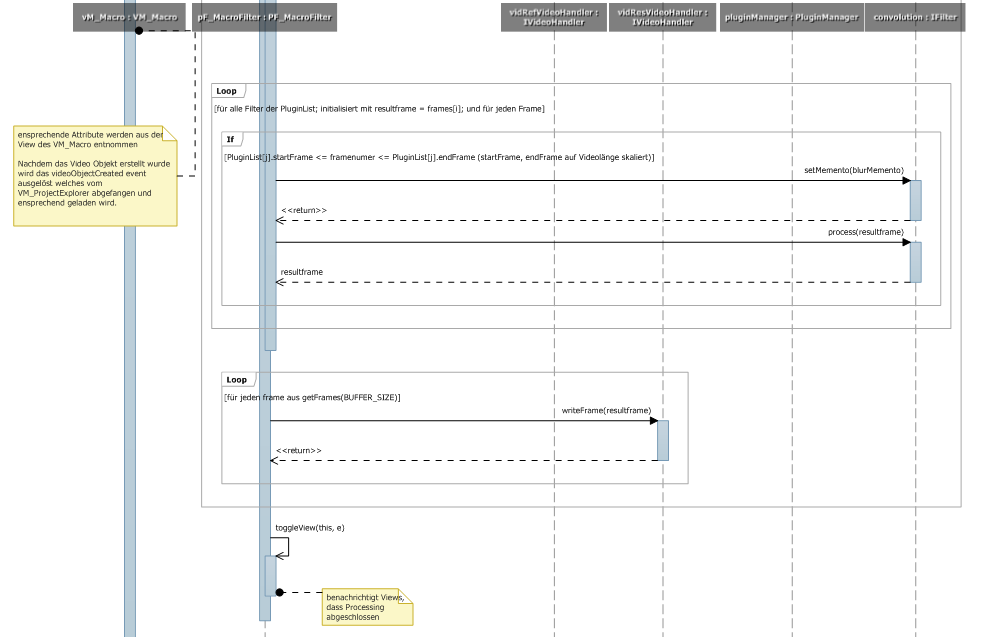 vM_Macro : VM_Macro
pF_MacroFilter : PF_MacroFilter
vidRefVideoHandler :
IVideoHandler
vidResVideoHandler :
IVideoHandler
pluginManager : PluginManager
convolution : IFilter
Loop
[für alle Filter der PluginList; initialisiert mit resultframe = frames[i]; und für jeden Frame]
ensprechende Attribute werden aus der
View des VM_Macro entnommen
Nachdem das Video Objekt erstellt wurde
wird das videoObjectCreated event
ausgelöst welches vom
VM_ProjectExplorer abgefangen und
ensprechend geladen wird.
If
[PluginList[j].startFrame <= framenumer <= PluginList[j].endFrame (startFrame, endFrame auf Videolänge skaliert)]
setMemento(blurMemento)
<<return>>
process(resultframe)
resultframe
Loop
[für jeden frame aus getFrames(BUFFER_SIZE)]
writeFrame(resultframe)
<<return>>
toggleView(this, e)
benachrichtigt Views,
dass Processing
abgeschlossen